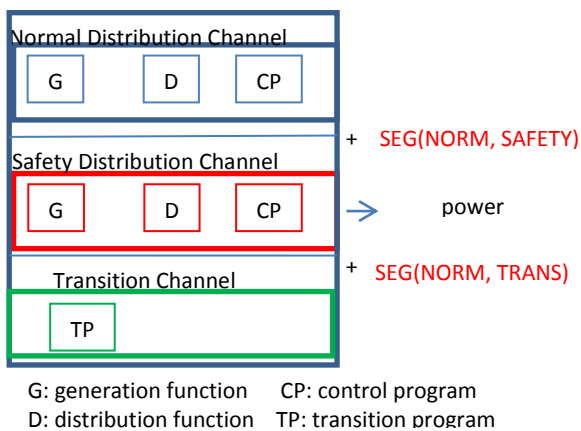 Normal Distribution Channel
G D CP
+ SEG(NORM, SAFETY)
Safety Distribution Channel
G D CP power
+ SEG(NORM, TRANS)
Transition Channel
TP
G: generation function CP: control program
D: distribution function TP: transition program